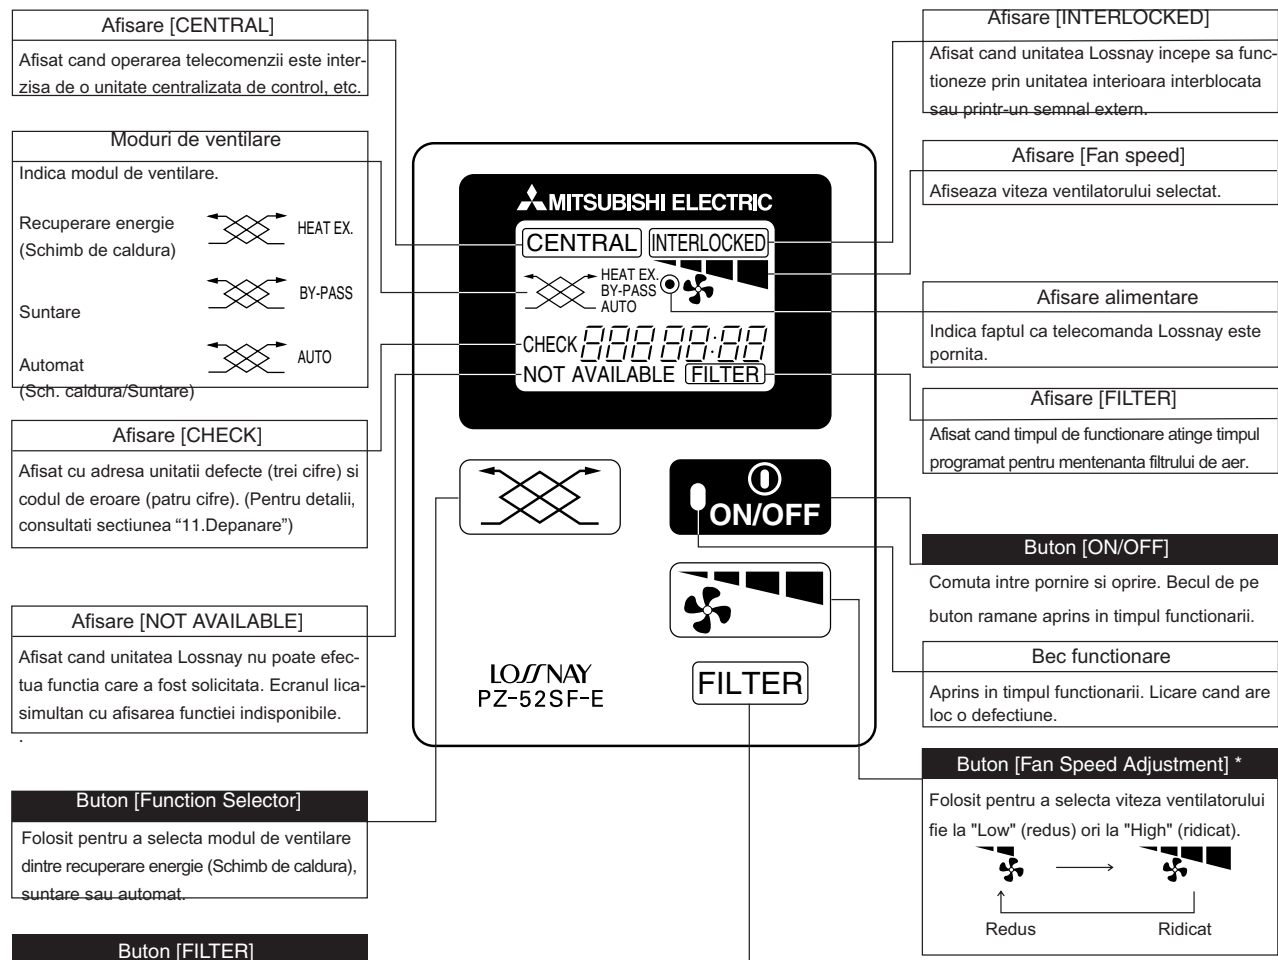 Afisare [CENTRAL]
Afisat cand operarea telecomenzii este inter-
zisa de o unitate centralizata de control, etc.
Moduri de ventilare
Indica modul de ventilare.
Recuperare energie
(Schimb de caldura)
HEAT EX.
Suntare
BY-PASS
Automat
(Sch. caldura/Suntare)
AUTO
Afisare [CHECK]
Afisat cu adresa unitatii defecte (trei cifre) si
codul de eroare (patru cifre). (Pentru detalii,
consultati sectiunea “11.Depanare”)
Afisare [NOT AVAILABLE]
Afisat cand unitatea Lossnay nu poate efec-
tua functia care a fost solicitata. Ecranul lica-
simultan cu afisarea functiei indisponibile.
.
Buton [Function Selector]
Folosit pentru a selecta modul de ventilare
dintre recuperare energie (Schimb de caldura),
suntare sau automat.
Buton [FILTER]
MITSUBISHI ELECTRIC
CENTRAL INTERLOCKED
HEAT EX.
BY-PASS
AUTO
CHECK 888 88:88
NOT AVAILABLE FILTER
ON/OFF
LOSSNAY
PZ-52SF-E
FILTER
Afisare [INTERLOCKED]
Afisat cand unitatea Lossnay incepe sa func-
tioneze prin unitatea interioara interblocata
sau printr-un semnal extern.
Afisare [Fan speed]
Afiseaza viteza ventilatorului selectat.
Afisare alimentare
Indica faptul ca telecomanda Lossnay este
pornita.
Afisare [FILTER]
Afisat cand timpul de functionare atinge timpul
programat pentru mentenanta filtrului de aer.
Buton [ON/OFF]
Comuta intre pornire si oprire. Becul de pe
buton ramane aprins in timpul functionarii.
Bec functionare
Aprins in timpul functionarii. Licare cand are
loc o defectiune.
Buton [Fan Speed Adjustment] *
Folosit pentru a selecta viteza ventilatorului
fie la "Low" (redus) ori la "High" (ridicat).
Redus Ridicat